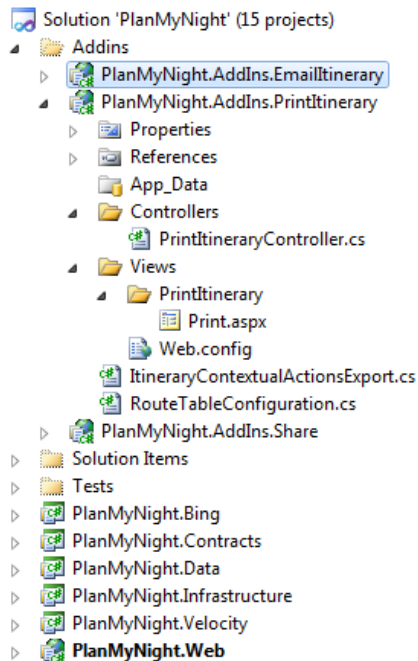 Solution 'PlanMyNight' (15 projects)
Addins
PlanMyNight.AddIns.EmailItinerary
PlanMyNight.AddIns.PrintItinerary
Properties
References
App_Data
Controllers
PrintItineraryController.cs
Views
PrintItinerary
Print.aspx
Web.config
ItineraryContextualActionsExport.cs
RouteTableConfiguration.cs
PlanMyNight.AddIns.Share
Solution Items
Tests
PlanMyNight.Bing
PlanMyNight.Contracts
PlanMyNight.Data
PlanMyNight.Infrastructure
PlanMyNight.Velocity
PlanMyNight.Web